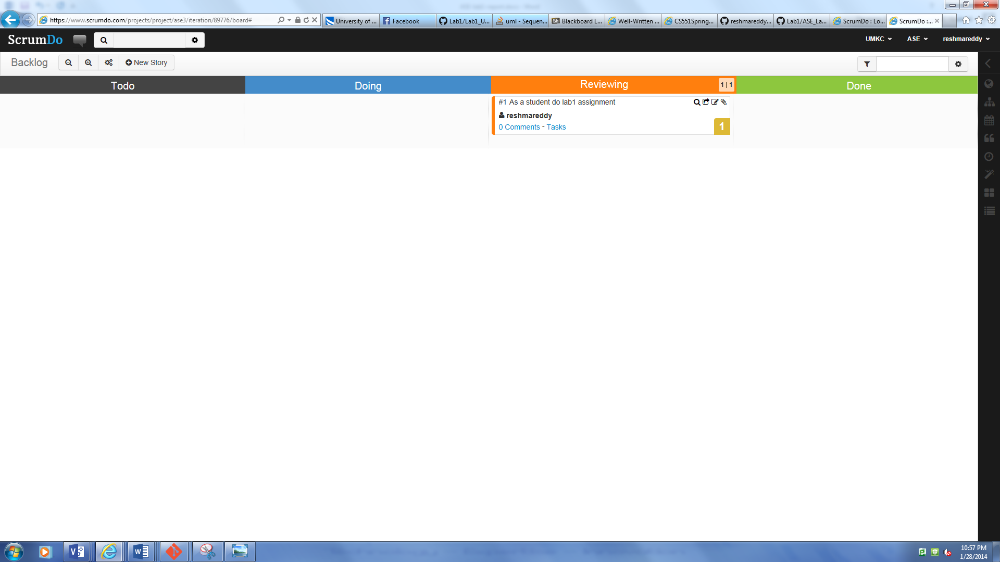 https://www.scrumdo.com/projects/project/ase3/iteration/89776/board#
University of ...
Facebook
Lab1/Lab1_U...
uml - Sequen...
Bb Blackboard L...
Well-Written ...
CS551Spring...
reshmareddy...
Lab1/ASE_La...
ScrumDo : Lo...
ScrumDo :...
ScrumDo
UMKC
ASE
reshmareddy
Backlog
New Story
Todo
Doing
Reviewing
1 | 1
Done
#1 As a student do lab1 assignment
reshmareddy
0 Comments - Tasks
1
10:57 PM
1/28/2014